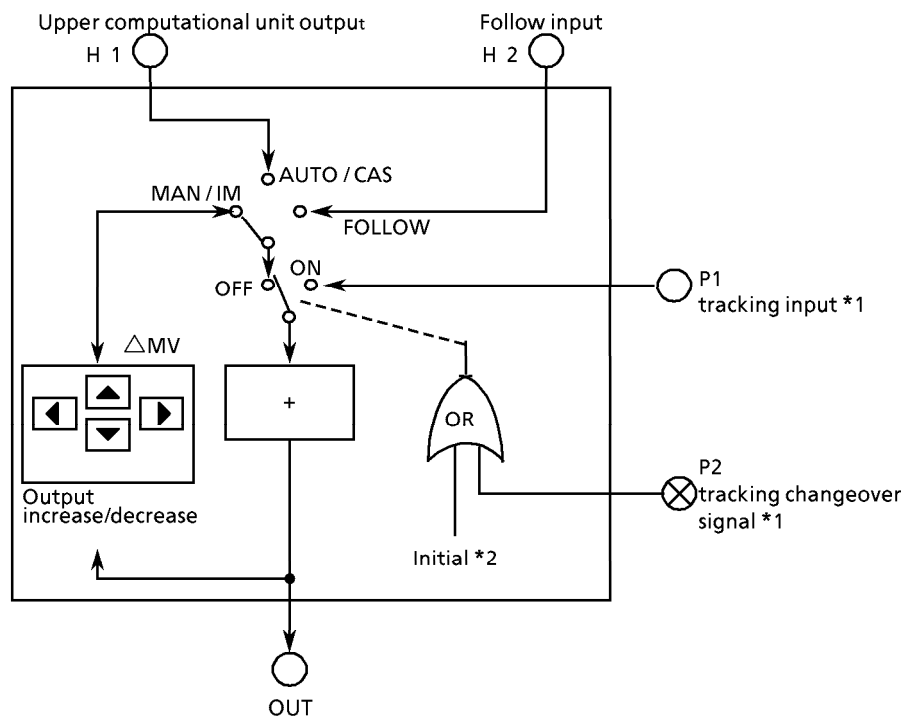 Upper computational unit output
H 1
Follow input
H 2
AUTO / CAS
MAN / IM
FOLLOW
ON
OFF
P1
tracking input *1
△MV
+
OR
P2
tracking changeover
signal *1
Output
increase/decrease
Initial *2
OUT